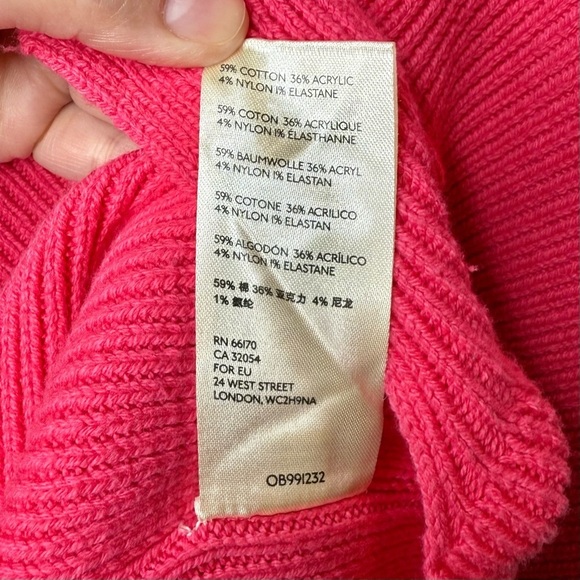 59% COTTON 36% ACRYLIC
4% NYLON 1% ELASTANE
59% COTON 36% ACRYLIQUE
4% NYLON 1% ÉLASTHANNE
59% BAUMWOLLE 36% ACRYL
4% NYLON 1% ELASTAN
59% COTONE 36% ACRILICO
4% NYLON 1% ELASTAN
59% ALGODÓN 36% ACRÍLICO
4% NYLON 1% ELASTANE
59% 棉 36% 亚克力 4% 尼龙
1% 氨纶
RN 66170
CA 32054
FOR EU
24 WEST STREET
LONDON, WC2H9NA
OB991232